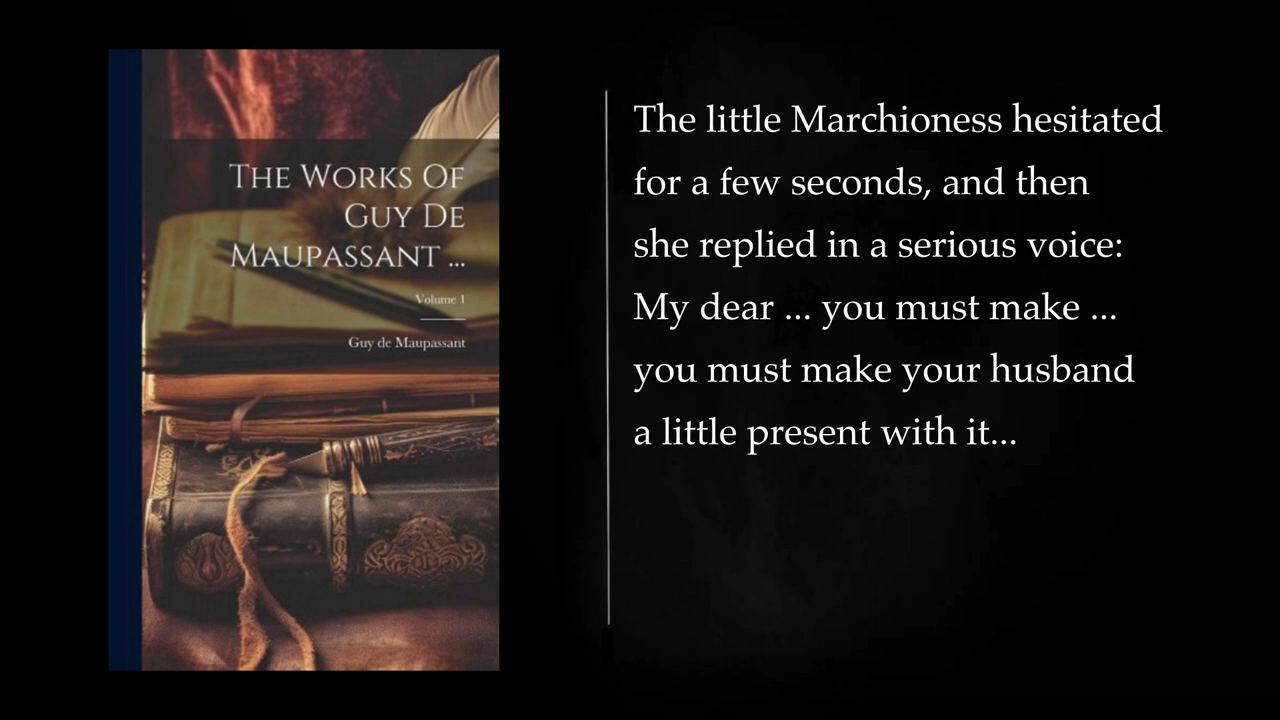 THE WORKS OF
GUY DE
MAUPASSANT ...
Volume 1
Guy de Maupassant
The little Marchioness hesitated
for a few seconds, and then
she replied in a serious voice:
My dear ... you must make ...
you must make your husband
a little present with it...